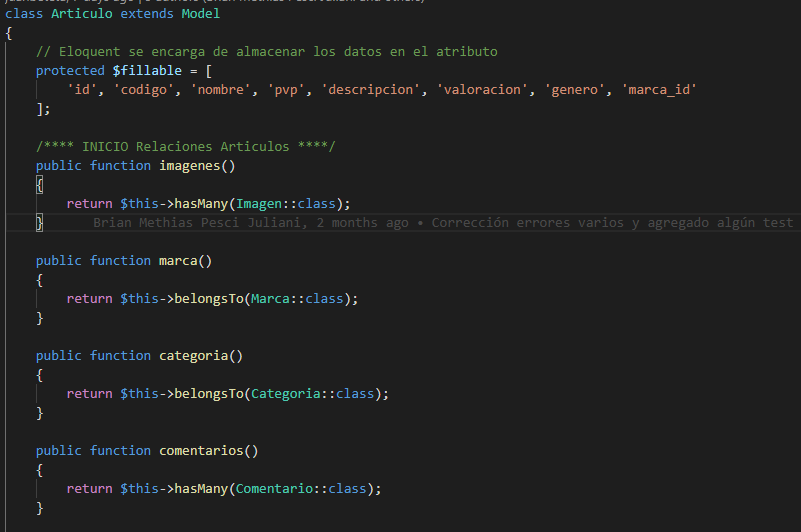 class Articulo extends Model
{
// Eloquent se encarga de almacenar los datos en el atributo
protected $fillable = [
'id', 'codigo', 'nombre', 'pvp', 'descripcion', 'valoracion', 'genero', 'marca_id'
];
/**** INICIO Relaciones Articulos ****/
public function imagenes()
{
return $this->hasMany(Imagen::class);
} Brian Methias Pesci Juliani, 2 months ago • Corrección errores varios y agregado algún test
public function marca()
{
return $this->belongsTo(Marca::class);
}
public function categoria()
{
return $this->belongsTo(Categoria::class);
}
public function comentarios()
{
return $this->hasMany(Comentario::class);
}